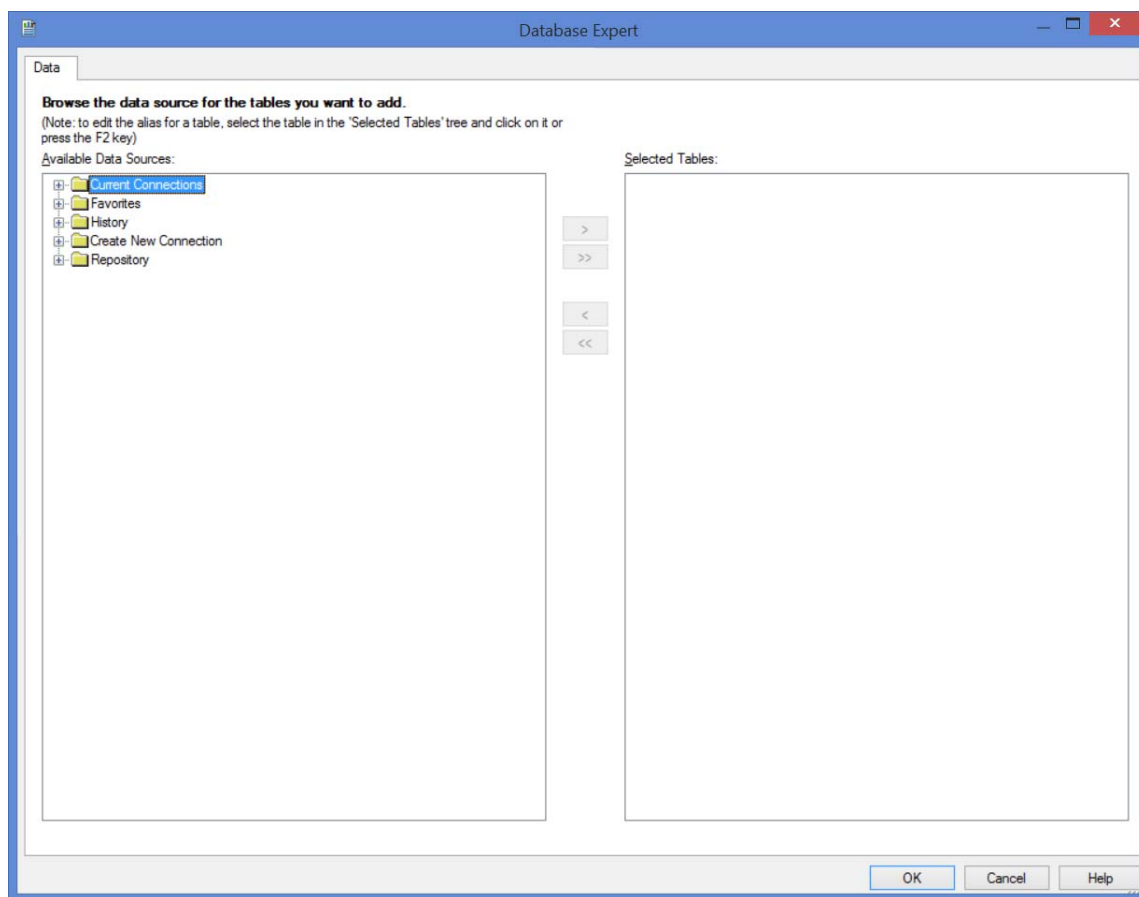 Database Expert
Data
Browse the data source for the tables you want to add.
(Note: to edit the alias for a table, select the table in the 'Selected Tables' tree and click on it or
press the F2 key)
Available Data Sources:
Selected Tables:
Current Connections
Favorites
History
Create New Connection
Repository
>
>>
<
<<
OK
Cancel
Help